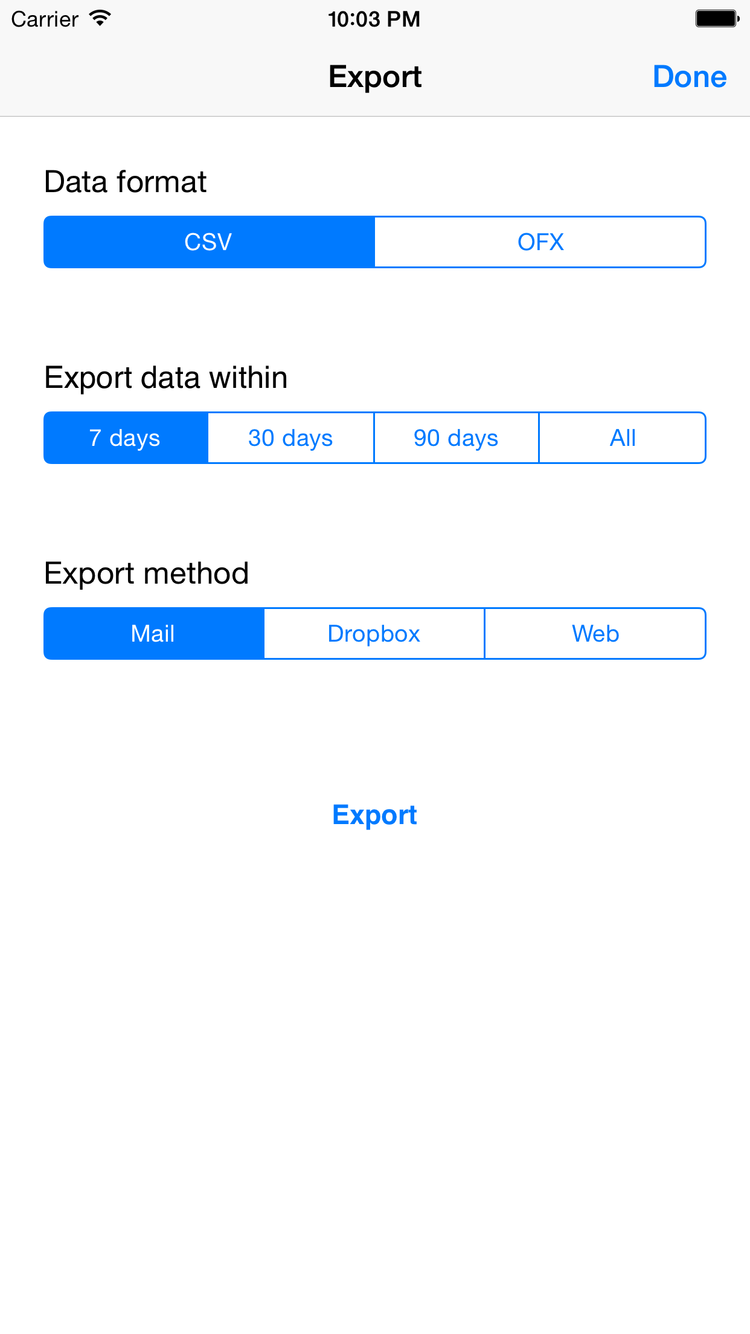 Carrier 10:03 PM
Export Done
Data format
CSV OFX
Export data within
7 days 30 days 90 days All
Export method
Mail Dropbox Web
Export